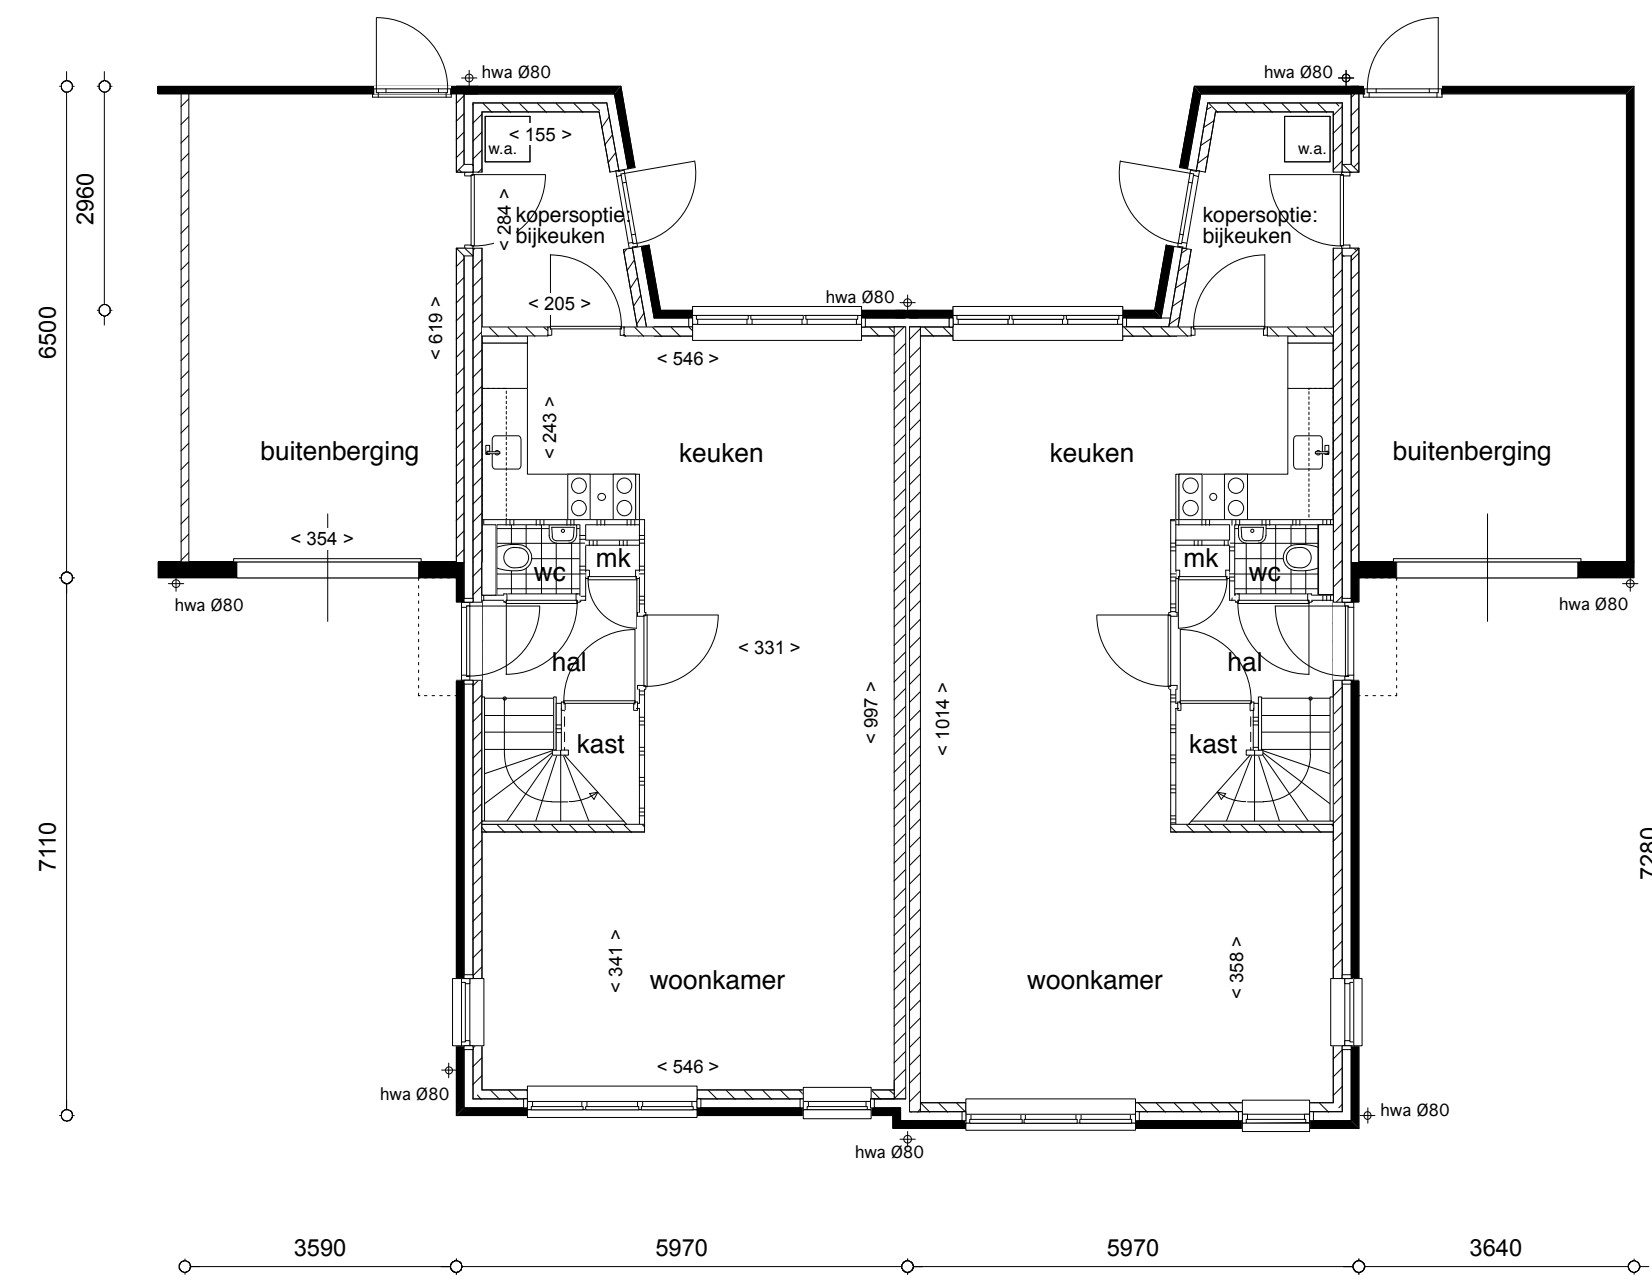 hwa Ø80
hwa Ø80
< 155 >
w.a.
w.a.
2960
< 284 >
kopersoptie:
bijkeuken
kopersoptie:
bijkeuken
hwa Ø80
< 205 >
6500
< 619 >
< 546 >
< 243 >
buitenberging
keuken
keuken
buitenberging
< 354 >
wc
mk
mk
wc
hwa Ø80
hwa Ø80
hal
< 331 >
hal
< 997 >
< 1014 >
kast
kast
7110
7280
< 341 >
woonkamer
woonkamer
< 358 >
< 546 >
hwa Ø80
hwa Ø80
hwa Ø80
3590
5970
5970
3640